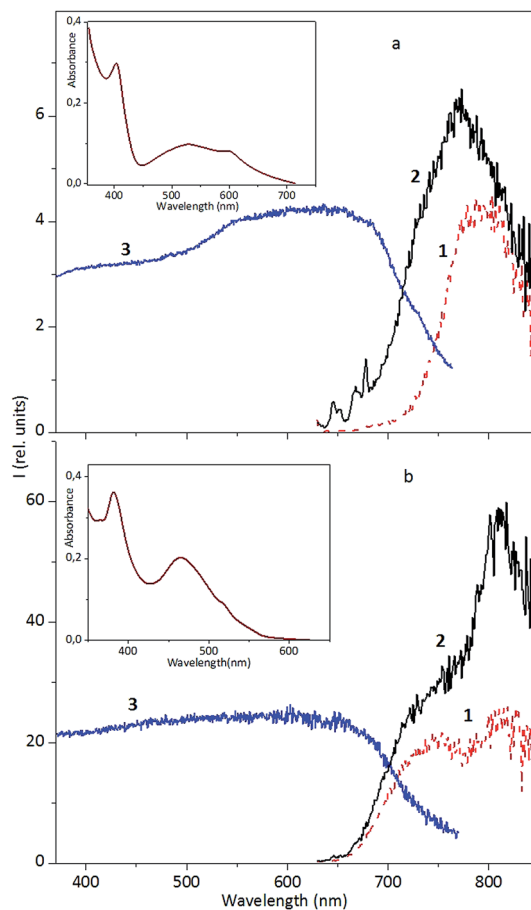 a
0,4
0,2
0,0
Absorbance
400 500 600 700
Wavelength (nm)
6
4
2
0
2
1
3
b
0,4
0,2
0,0
Absorbance
400 500 600
Wavelength(nm)
60
40
20
0
2
1
3
I (rel. units)
400 500 600 700 800
Wavelength (nm)